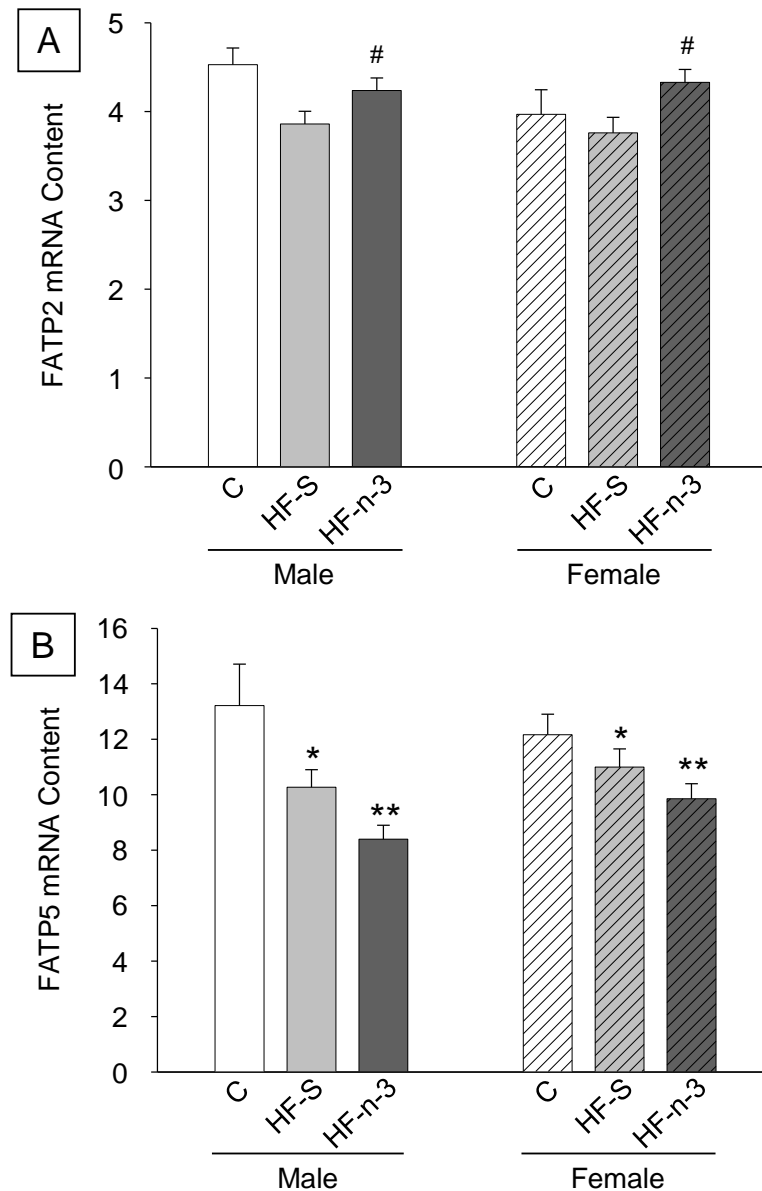 A
FATP2 mRNA Content
5
4
3
2
1
0
#
#
C
HF-S
HF-n-3
C
HF-S
HF-n-3
Male
Female
B
FATP5 mRNA Content
16
14
12
10
8
6
4
2
0
*
**
*
**
C
HF-S
HF-n-3
C
HF-S
HF-n-3
Male
Female